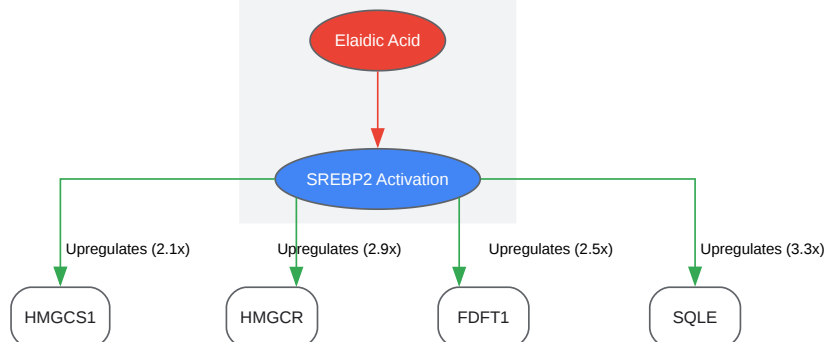 Elaidic Acid
SREBP2 Activation
Upregulates (2.1x)
Upregulates (2.9x)
Upregulates (2.5x)
Upregulates (3.3x)
HMGCS1
HMGCR
FDFT1
SQLE